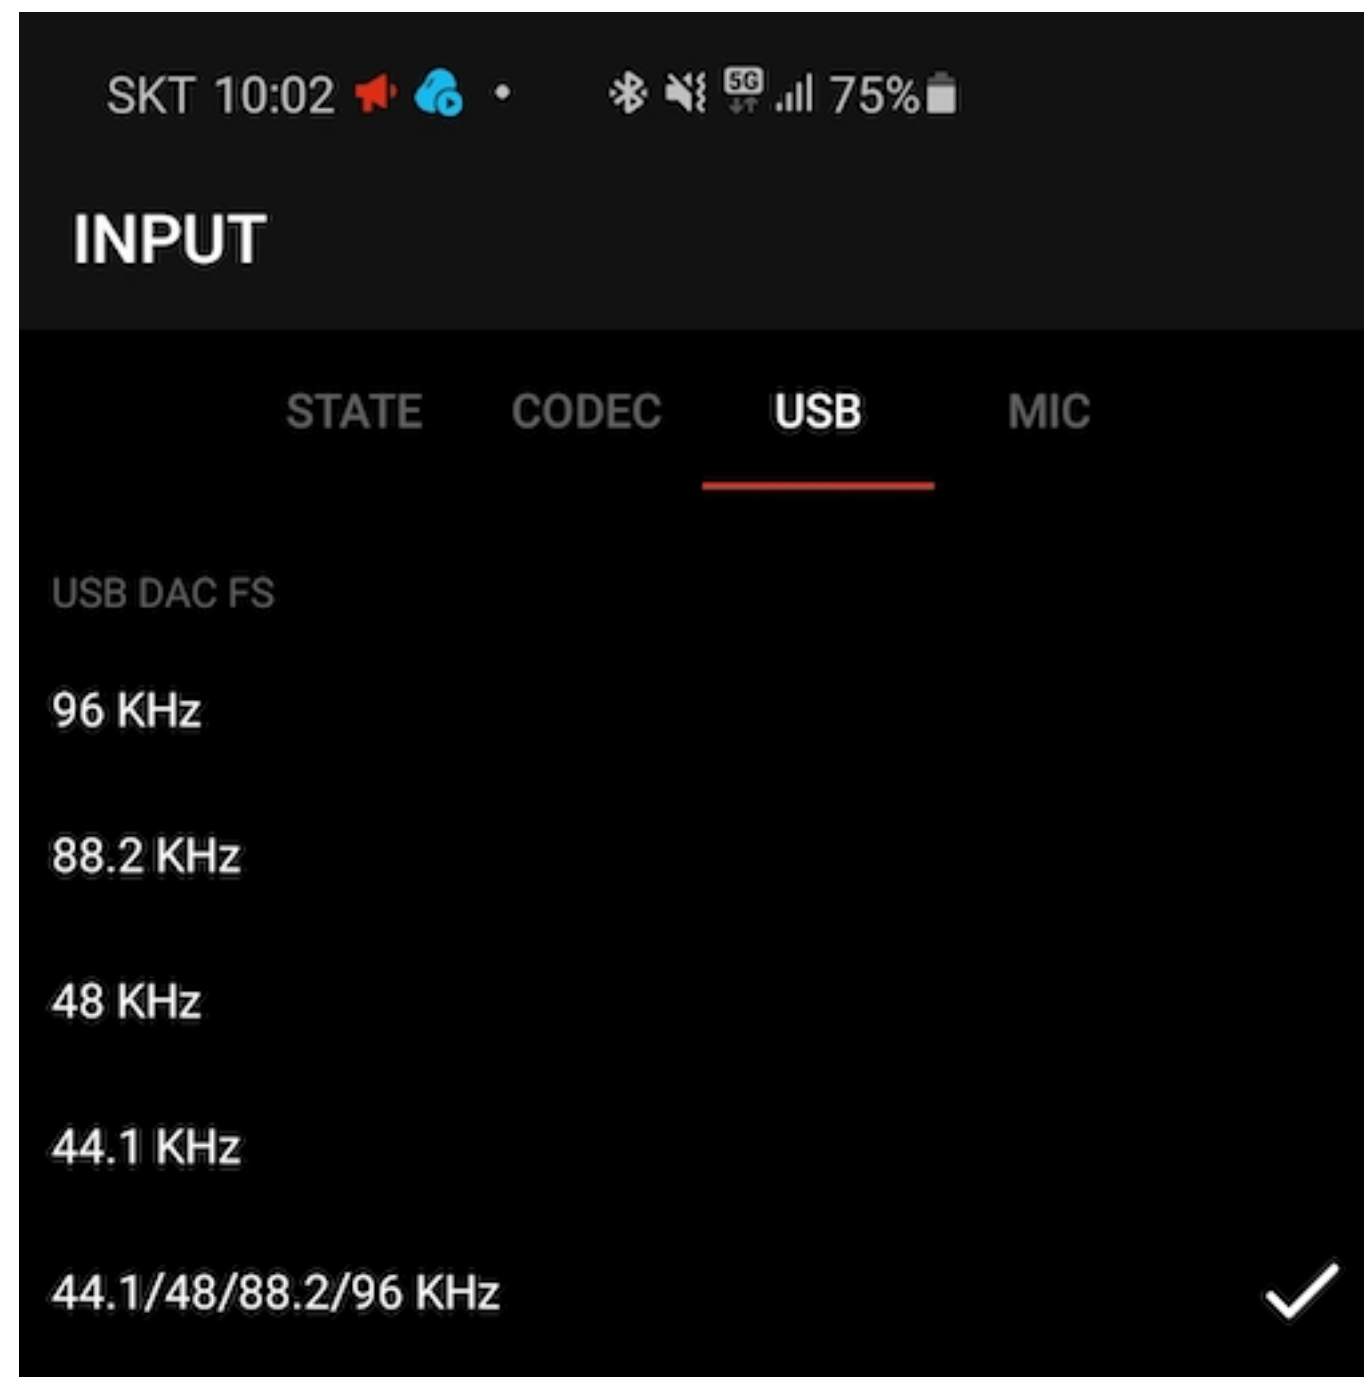 SKT 10:02 5G 75%
INPUT
STATE CODEC USB MIC
USB DAC FS
96 KHz
88.2 KHz
48 KHz
44.1 KHz
44.1/48/88.2/96 KHz